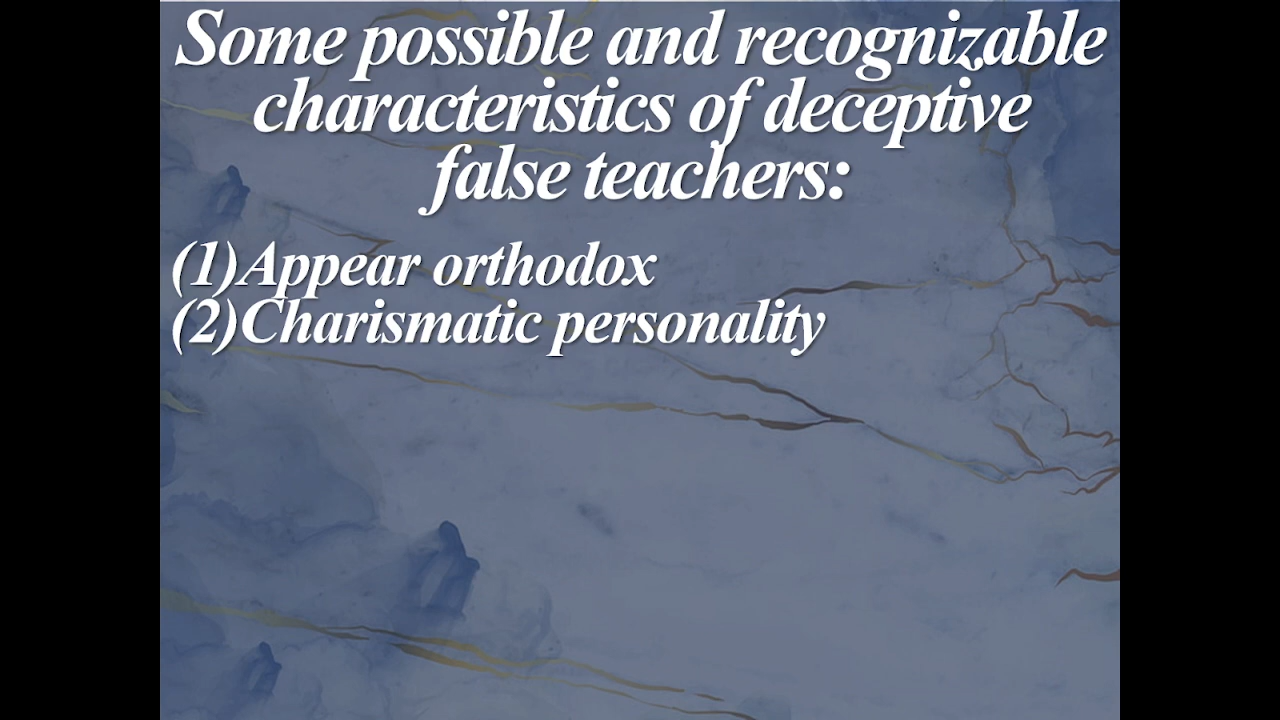 Some possible and recognizable
characteristics of deceptive
false teachers:
(1)Appear orthodox
(2)Charismatic personality